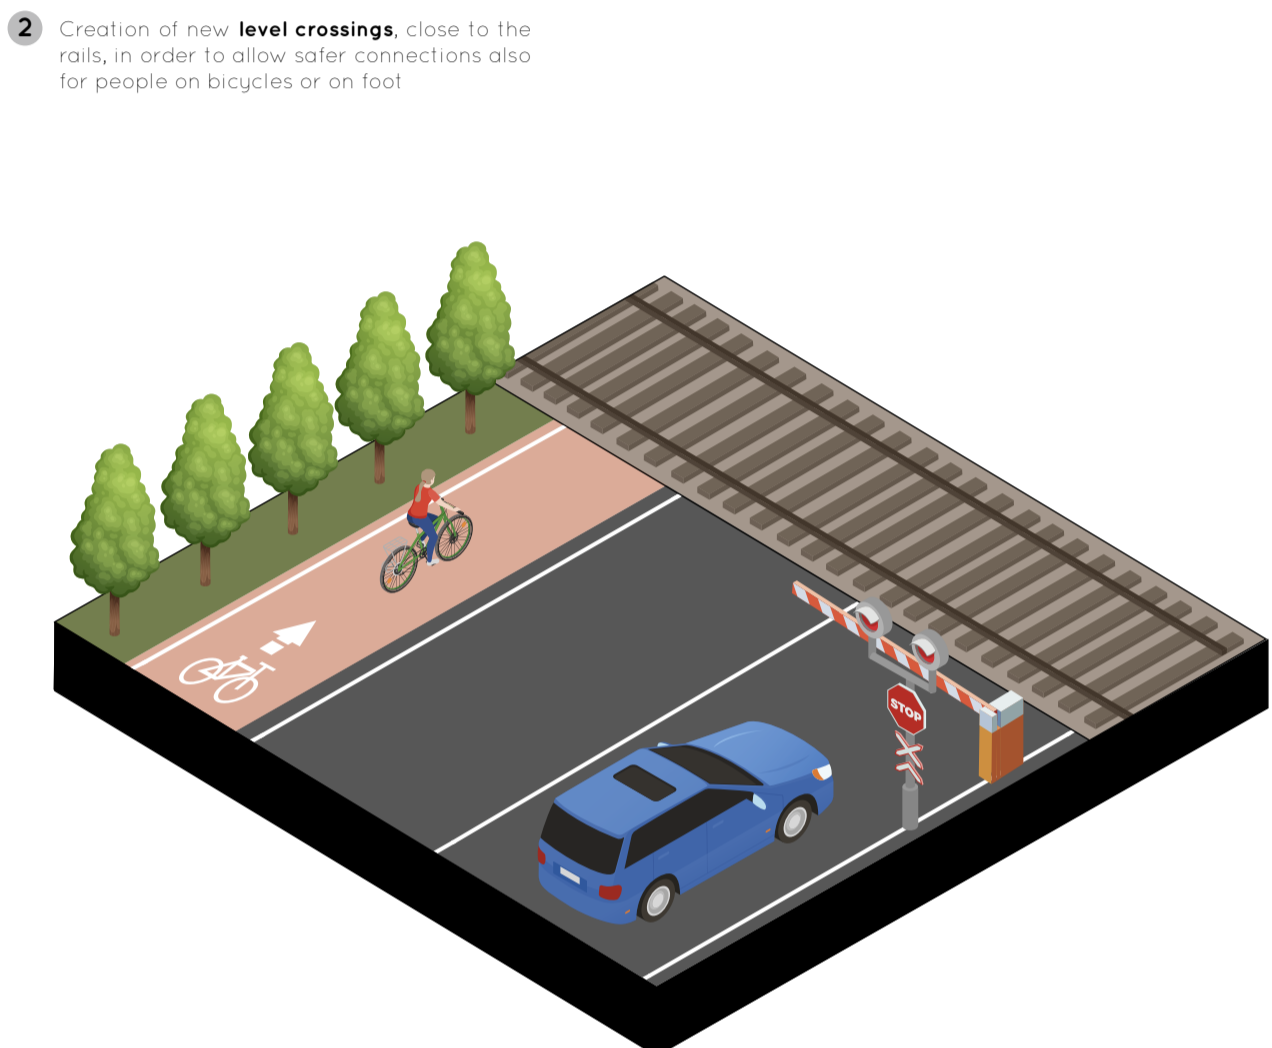 2
Creation of new level crossings, close to the
rails, in order to allow safer connections also
for people on bicycles or on foot
STOP